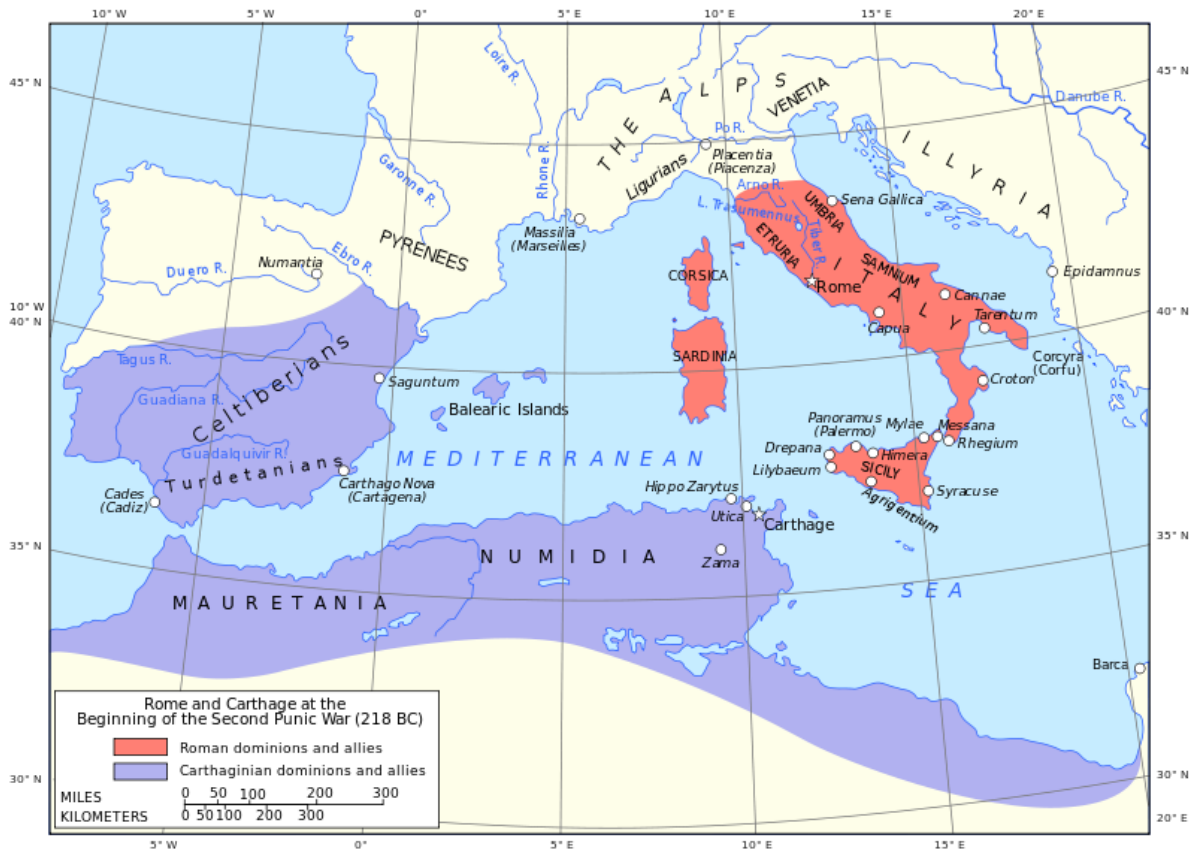 10° W
5° W
0°
5° E
10° E
15° E
20° E
45° N
45° N
Loire R.
THE ALPS
VENETIA
Danube R.
Po R.
Placentia
(Piacenza)
ILLYRIA
Garonne R.
Rhone R.
Ligurians
Arno R.
L. Trasumennus
UMBRIA
Sena Gallica
Massilia
(Marseilles)
ETRURIA
Tiber R.
PYRENEES
Ebro R.
Numantia
Duero R.
CORSICA
ITALY
SAMNIUM
Rome
Epidamnus
Cannae
10° W
40° N
40° N
Capua
Tarentum
Tagus R.
Celtiberians
SARDINIA
Corcyra
(Corfu)
Saguntum
Croton
Guadiana R.
Balearic Islands
Panoramus
(Palermo)
Mylae
Messana
Rhegium
Guadalquivir R.
Turdetanians
MEDITERRANEAN
Drepana
Himera
Lilybaeum
SICILY
Carthago Nova
(Cartagena)
Hippo Zarytus
Cades
(Cadiz)
Agrigentium
Syracuse
Utica
Carthage
35° N
35° N
NUMIDIA
Zama
SEA
MAURETANIA
Barca
Rome and Carthage at the
Beginning of the Second Punic War (218 BC)
Roman dominions and allies
Carthaginian dominions and allies
30° N
30° N
MILES
0 50 100 200 300
KILOMETERS
0 50 100 200 300
20° E
5° W
0°
5° E
10° E
15° E